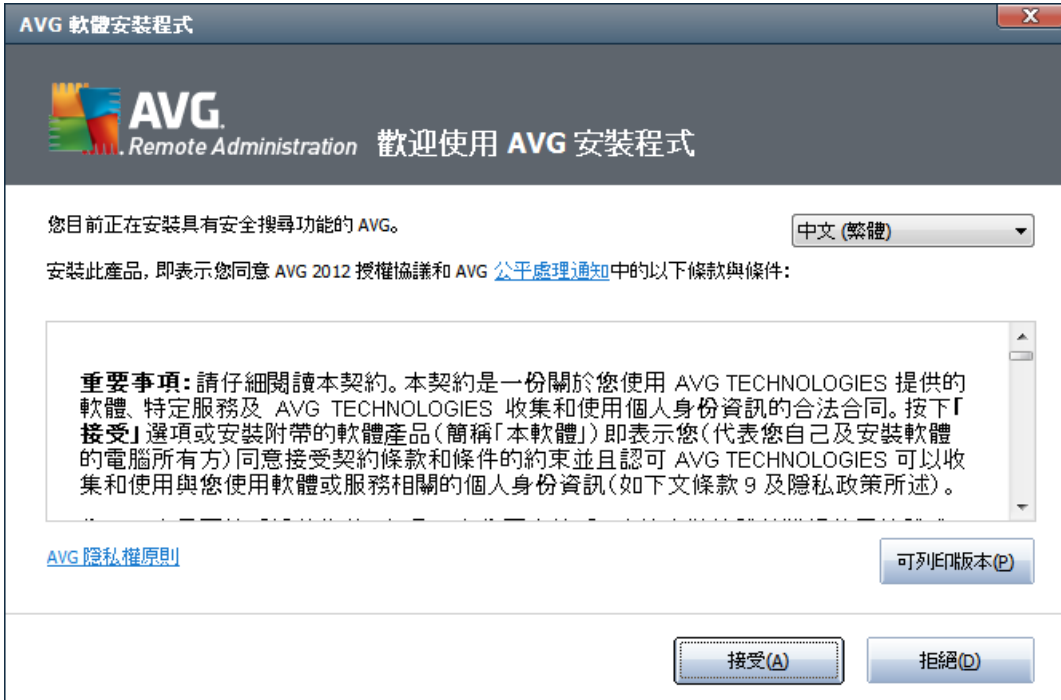 AVG 軟體安裝程式
AVG.
Remote Administration 歡迎使用 AVG 安裝程式
您目前正在安裝具有安全搜尋功能的 AVG。
中文 (繁體)
安裝此產品, 即表示您同意 AVG 2012 授權協議和 AVG 公平處理通知中的以下條款與條件:
重要事項: 請仔細閱讀本契約。本契約是一份關於您使用 AVG TECHNOLOGIES 提供的
軟體、特定服務及 AVG TECHNOLOGIES 收集和使用個人身份資訊的合法合同。按下「
接受」選項或安裝附帶的軟體產品(簡稱「本軟體」)即表示您(代表您自己及安裝軟體
的電腦所有方)同意接受契約條款和條件的約束並且認可 AVG TECHNOLOGIES 可以收
集和使用與您使用軟體或服務相關的個人身份資訊(如下文條款 9 及隱私政策所述)。
AVG 隱私權原則
可列印版本(P)
接受(A)
拒絕(D)